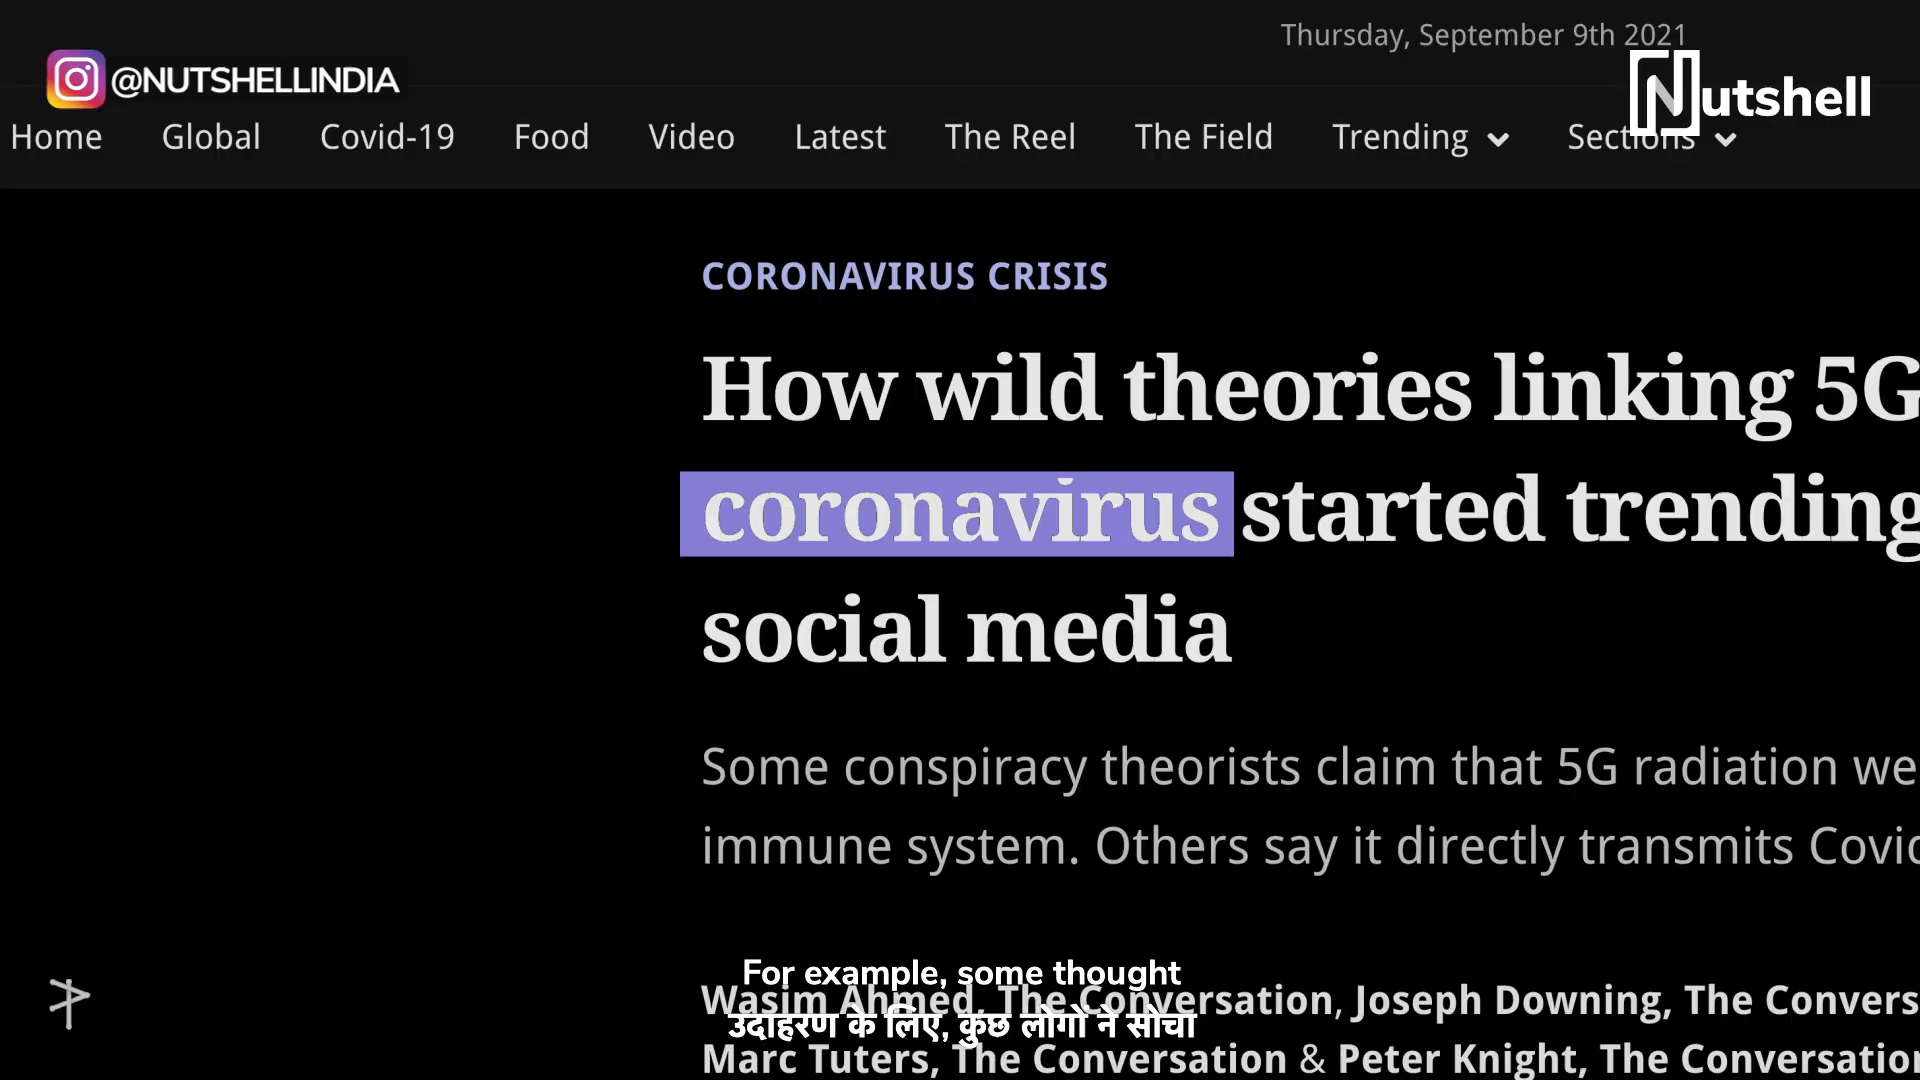 Thursday, September 9th 2021
@NUTSHELLINDIA
Nutshell
Home Global Covid-19 Food Video Latest The Reel The Field Trending Sections
CORONAVIRUS CRISIS
How wild theories linking 5G
coronavirus started trending
social media
Some conspiracy theorists claim that 5G radiation we
immune system. Others say it directly transmits Covid
For example, some thought
Wasim Ahmed, The Conversation, Joseph Downing, The Convers
उदाहरण के लिए, कुछ लोगों ने सोचा
Marc Tuters, The Conversation & Peter Knight, The Conversation